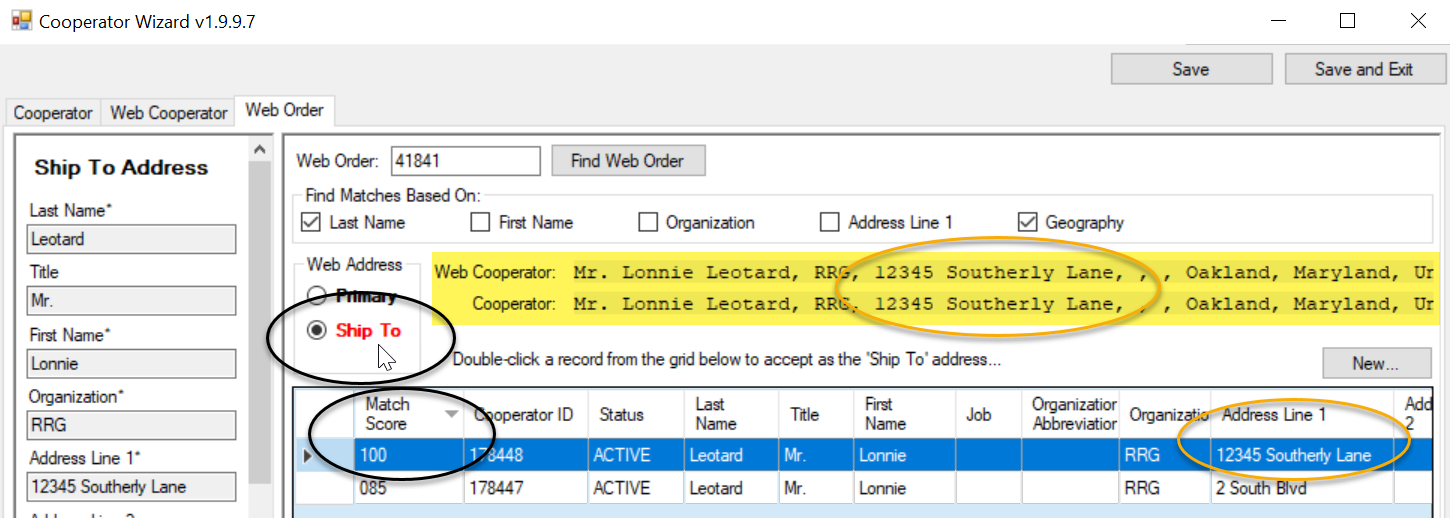 Cooperator Wizard v1.9.9.7
Save Save and Exit
Cooperator Web Cooperator Web Order
Ship To Address
Last Name*
Leotard
Title
Mr.
First Name*
Lonnie
Organization*
RRG
Address Line 1*
12345 Southerly Lane
Web Order: 41841 Find Web Order
Find Matches Based On:
Last Name First Name Organization Address Line 1 Geography
Web Address
Primary
Ship To
Web Cooperator: Mr. Lonnie Leotard, RRG, 12345 Southerly Lane, , , Oakland, Maryland, Un
Cooperator: Mr. Lonnie Leotard, RRG, 12345 Southerly Lane, , , Oakland, Maryland, Un
Double-click a record from the grid below to accept as the 'Ship To' address...
New...
Match Score Cooperator ID Status Last Name Title First Name Job Organization Abbreviation Organizatio Address Line 1 Add 2
100 178448 ACTIVE Leotard Mr. Lonnie RRG 12345 Southerly Lane
085 178447 ACTIVE Leotard Mr. Lonnie RRG 2 South Blvd